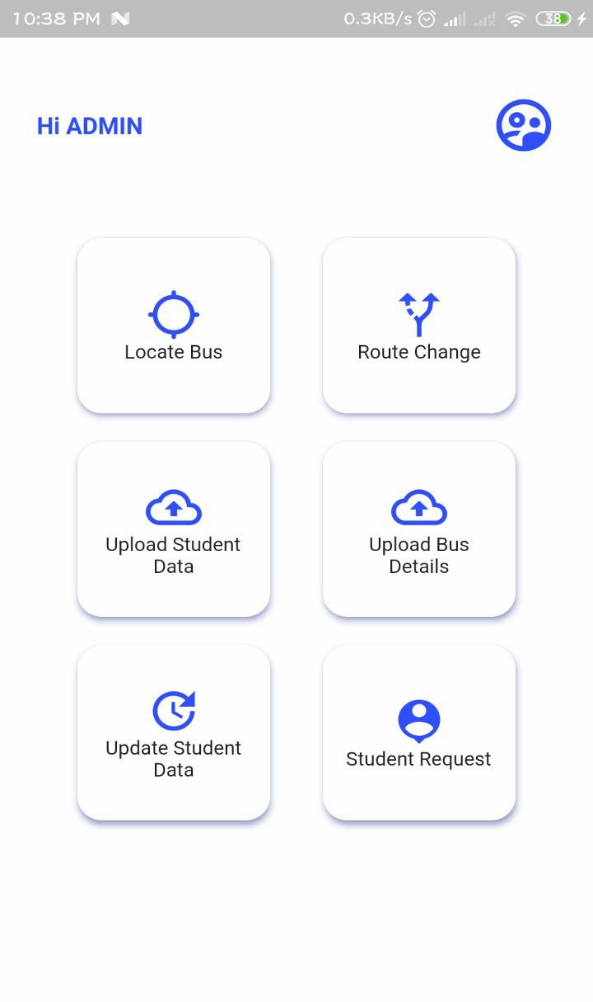 10:38 PM
0.3KB/s
38
Hi ADMIN
Locate Bus
Route Change
Upload Student
Data
Upload Bus
Details
Update Student
Data
Student Request